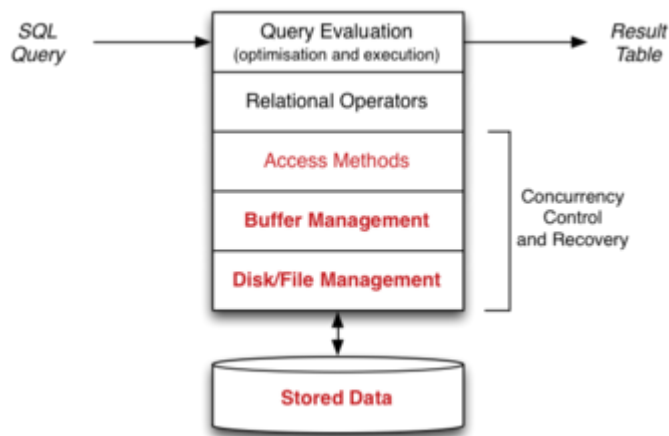 SQL
Query
Query Evaluation
(optimisation and execution)
Result
Table
Relational Operators
Access Methods
Buffer Management
Disk/File Management
Concurrency
Control
and Recovery
Stored Data